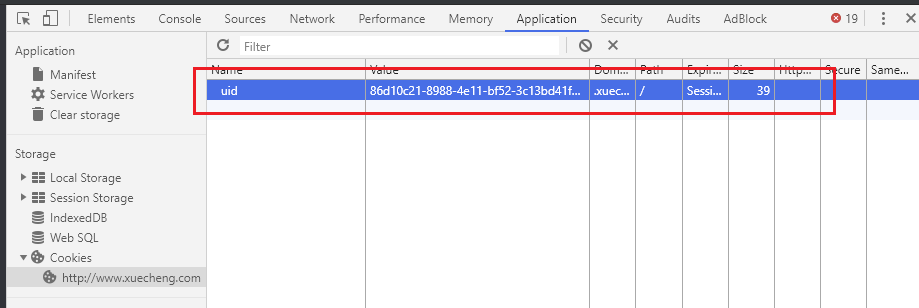 Elements Console Sources Network Performance Memory Application Security Audits AdBlock 19
Application
Manifest
Service Workers
Clear storage
Storage
Local Storage
Session Storage
IndexedDB
Web SQL
Cookies
http://www.xuecheng.com
Filter
Name Value Dom... Path Expir... Size Http... Secure Same...
uid 86d10c21-8988-4e11-bf52-3c13bd41f... .xuec... / Sessi... 39